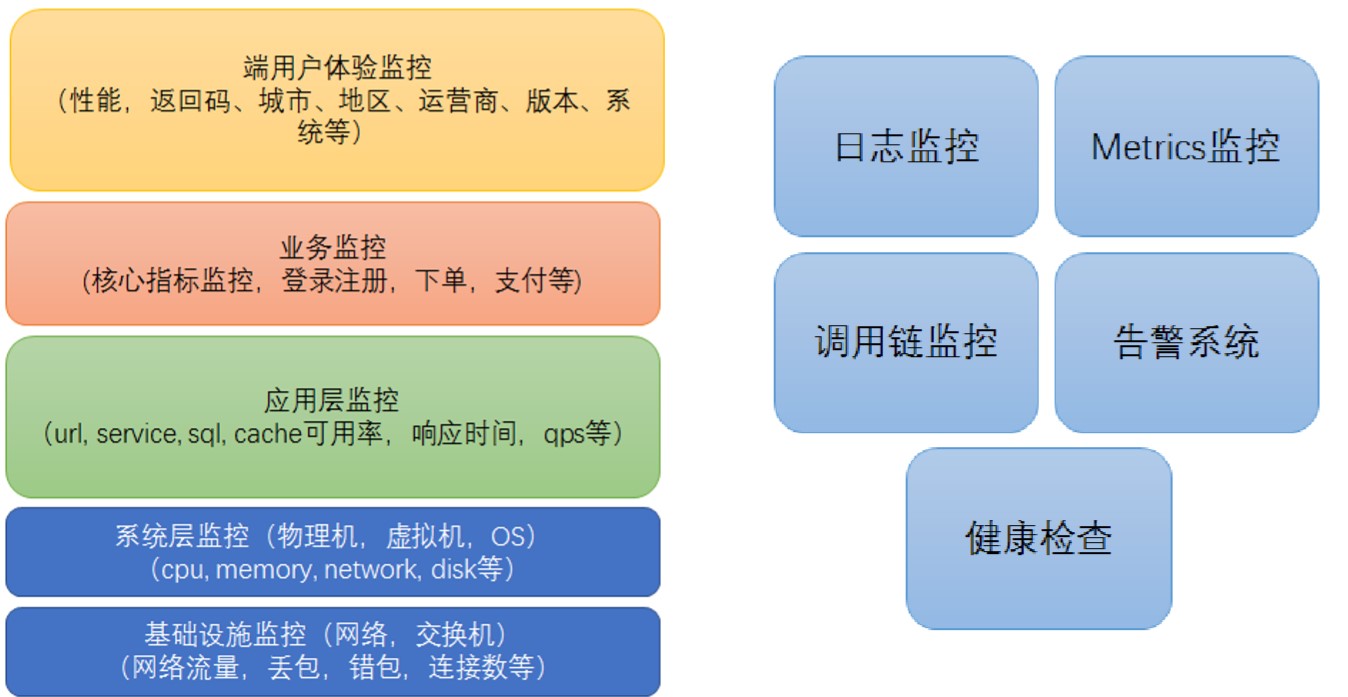 端用户体验监控
（性能，返回码、城市、地区、运营商、版本、系
统等）
业务监控
(核心指标监控，登录注册，下单，支付等)
应用层监控
（url, service, sql, cache可用率，响应时间，qps等）
系统层监控（物理机，虚拟机，OS）
（cpu, memory, network, disk等）
基础设施监控（网络，交换机）
（网络流量，丢包，错包，连接数等）
日志监控
Metrics监控
调用链监控
告警系统
健康检查